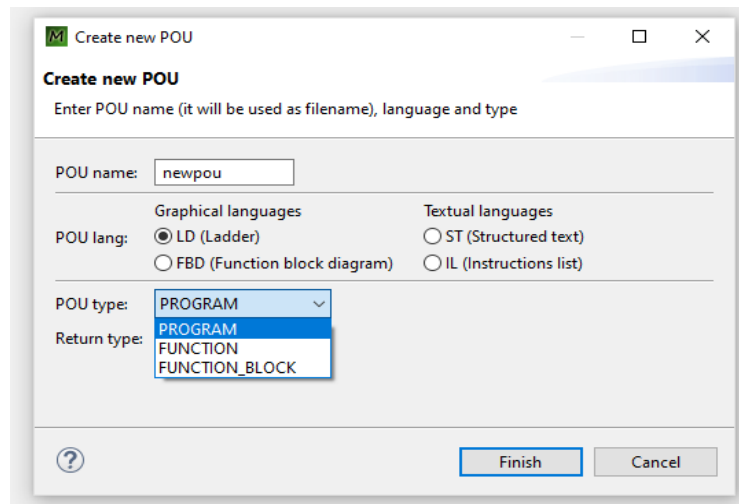 M Create new POU
Create new POU
Enter POU name (it will be used as filename), language and type
POU name: newpou
Graphical languages Textual languages
POU lang: LD (Ladder) ST (Structured text)
FBD (Function block diagram) IL (Instructions list)
POU type: PROGRAM
PROGRAM
Return type: FUNCTION
FUNCTION_BLOCK
? Finish Cancel